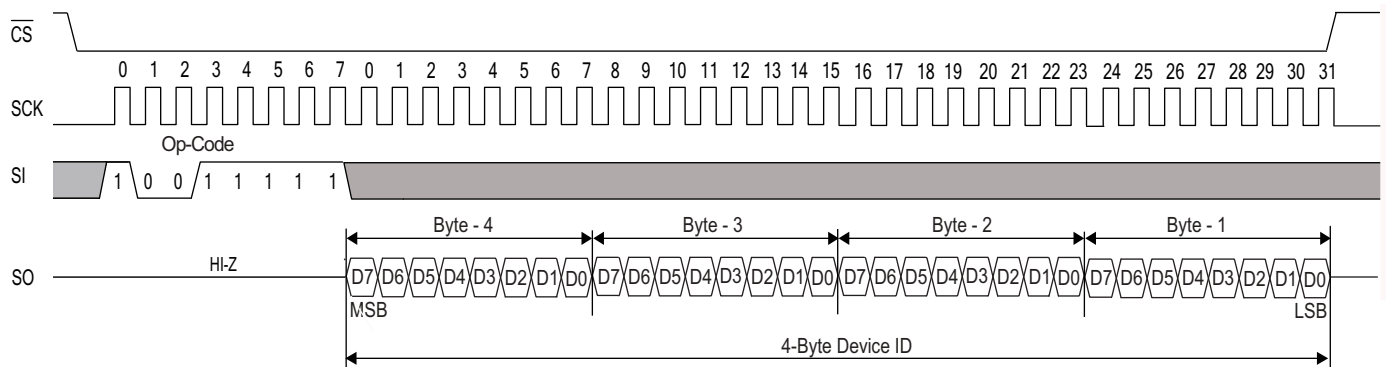 CS
0 1 2 3 4 5 6 7 0 1 2 3 4 5 6 7 8 9 10 11 12 13 14 15 16 17 18 19 20 21 22 23 24 25 26 27 28 29 30 31
SCK
Op-Code
SI 1 0 0 1 1 1 1 1
Byte - 4 Byte - 3 Byte - 2 Byte - 1
SO HI-Z D7 D6 D5 D4 D3 D2 D1 D0 D7 D6 D5 D4 D3 D2 D1 D0 D7 D6 D5 D4 D3 D2 D1 D0 D7 D6 D5 D4 D3 D2 D1 D0
MSB LSB
4-Byte Device ID